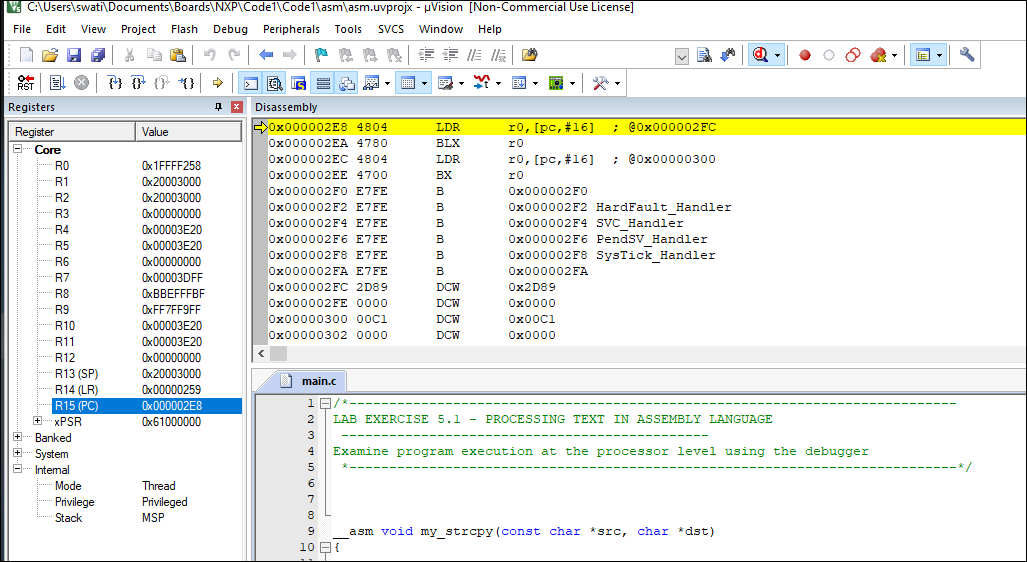 C:\Users\swati\Documents\Boards\NXP\Code1\Code1\asm\asm.uvprojx - µVision  [Non-Commercial Use License]
File Edit View Project Flash Debug Peripherals Tools SVCS Window Help
RST
Registers
Register Value
Core
R0 0x1FFFF258
R1 0x20003000
R2 0x20003000
R3 0x00000000
R4 0x00003E20
R5 0x00003E20
R6 0x00000000
R7 0x00003DFF
R8 0xBBEFFFBF
R9 0xFF7FF9FF
R10 0x00003E20
R11 0x00003E20
R12 0x00000000
R13 (SP) 0x20003000
R14 (LR) 0x00000259
R15 (PC) 0x000002E8
xPSR 0x61000000
Banked
System
Internal
Mode Thread
Privilege Privileged
Stack MSP
Disassembly
0x000002E8 4804 LDR r0,[pc,#16] ; @0x000002FC
0x000002EA 4780 BLX r0
0x000002EC 4804 LDR r0,[pc,#16] ; @0x00000300
0x000002EE 4700 BX r0
0x000002F0 E7FE B 0x000002F0
0x000002F2 E7FE B 0x000002F2 HardFault_Handler
0x000002F4 E7FE B 0x000002F4 SVC_Handler
0x000002F6 E7FE B 0x000002F6 PendSV_Handler
0x000002F8 E7FE B 0x000002F8 SysTick_Handler
0x000002FA E7FE B 0x000002FA
0x000002FC 2D89 DCW 0x2D89
0x000002FE 0000 DCW 0x0000
0x00000300 00C1 DCW 0x00C1
0x00000302 0000 DCW 0x0000
main.c
1 /*----------------------------------------------------------------------------
2 LAB EXERCISE 5.1 - PROCESSING TEXT IN ASSEMBLY LANGUAGE
3 ----------------------------------------------
4 Examine program execution at the processor level using the debugger
5 *----------------------------------------------------------------------------*/
6
7
8
9 __asm void my_strcpy(const char *src, char *dst)
10 {